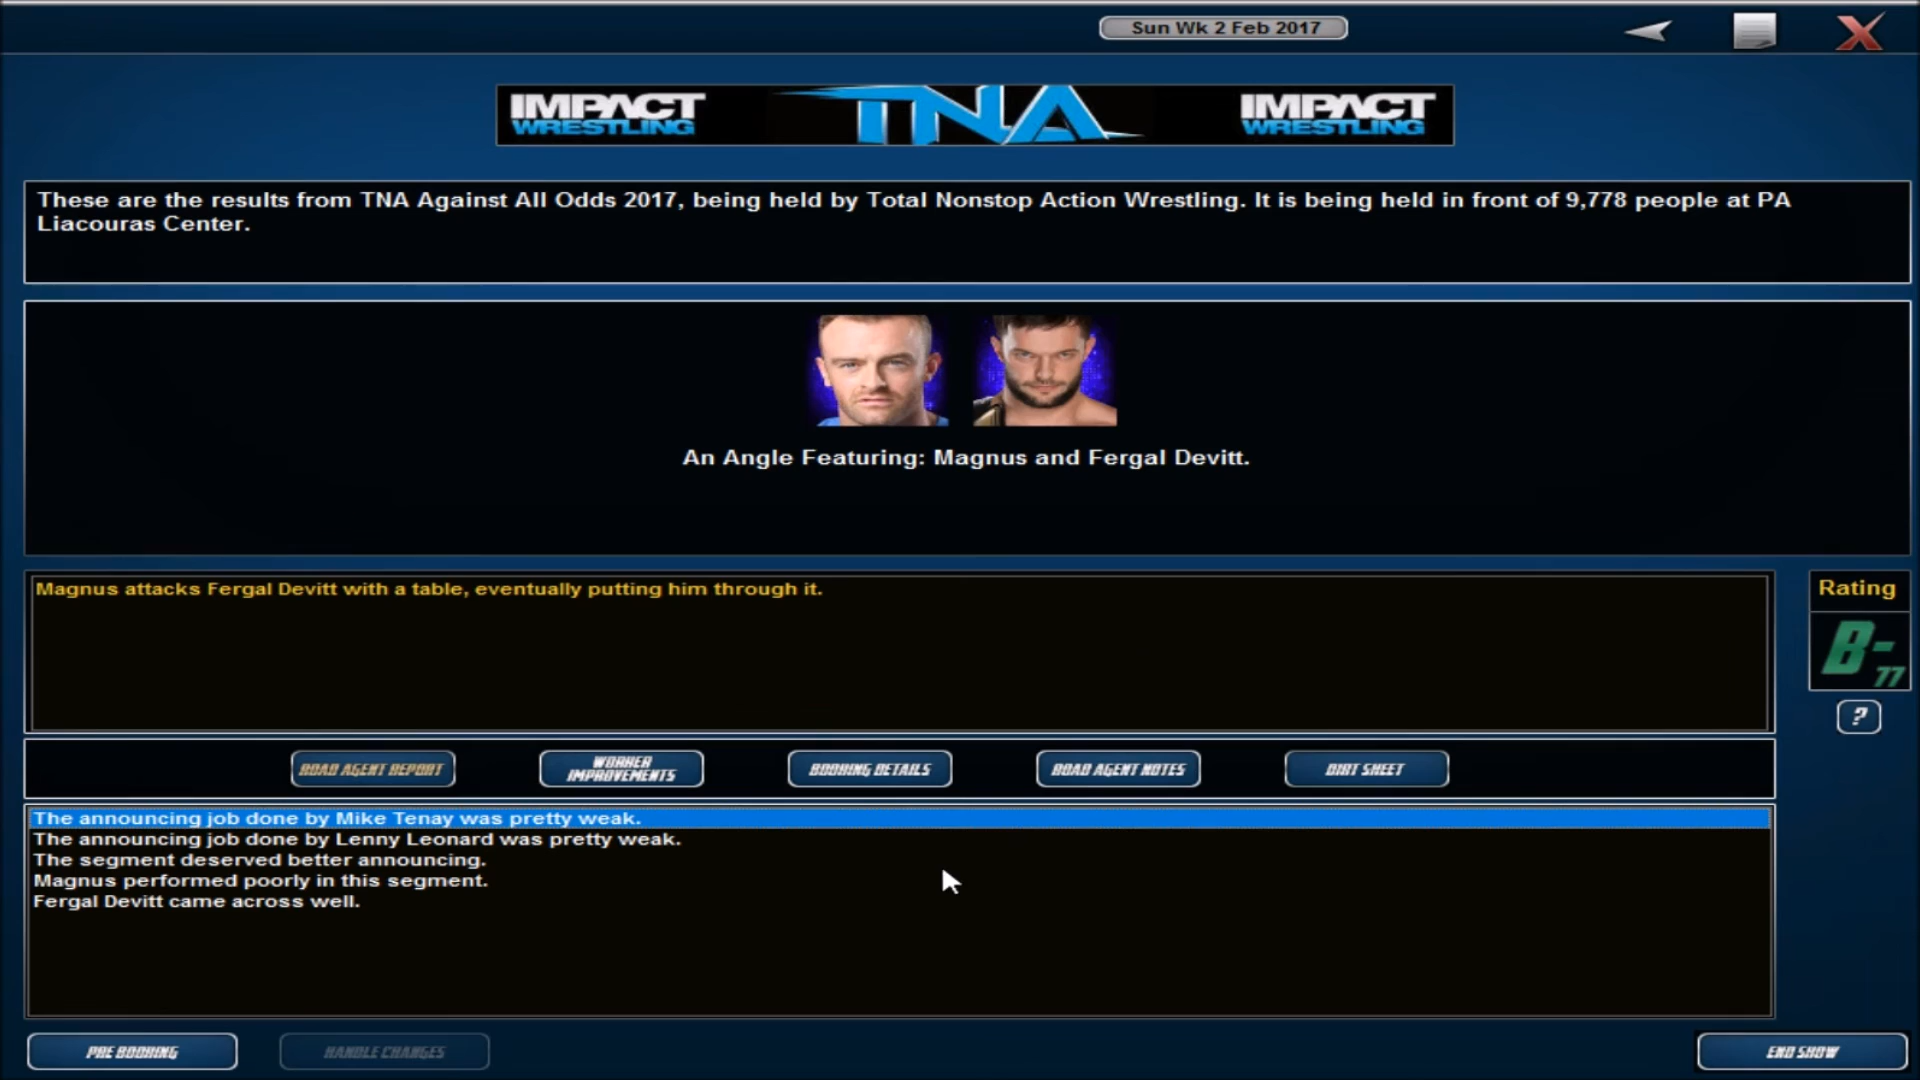 Sun Wk 2 Feb 2017
IMPACT WRESTLING
TNA
IMPACT WRESTLING
These are the results from TNA Against All Odds 2017, being held by Total Nonstop Action Wrestling. It is being held in front of 9,778 people at PA
Liacouras Center.
An Angle Featuring: Magnus and Fergal Devitt.
Magnus attacks Fergal Devitt with a table, eventually putting him through it.
Rating
B-
77
?
ROAD AGENT REPORT
WORKER
IMPROVEMENTS
BOOKING DETAILS
ROAD AGENT NOTES
DIRT SHEET
The announcing job done by Mike Tenay was pretty weak.
The announcing job done by Lenny Leonard was pretty weak.
The segment deserved better announcing.
Magnus performed poorly in this segment.
Fergal Devitt came across well.
PRE BOOKING
HANDLE CHANGES
END SHOW